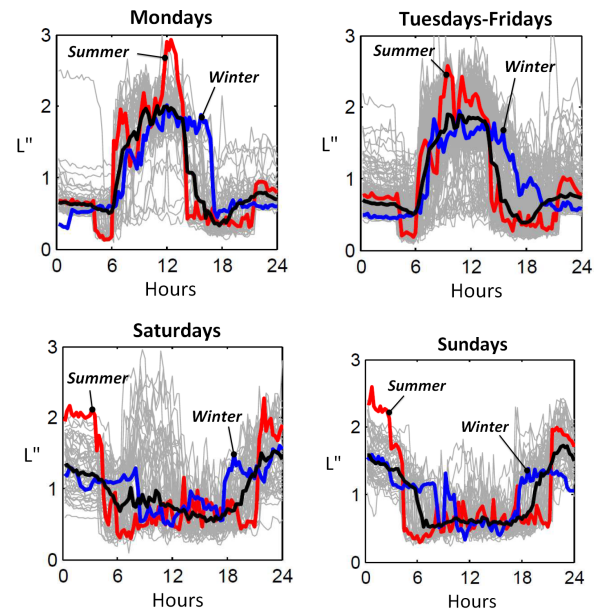 Mondays
Tuesdays-Fridays
3
2
1
0
L"
Summer
Winter
0 6 12 18 24
Hours
3
2
1
0
L"
Summer
Winter
0 6 12 18 24
Hours
Saturdays
Sundays
3
2
1
0
L"
Summer
Winter
0 6 12 18 24
Hours
3
2
1
0
L"
Summer
Winter
0 6 12 18 24
Hours